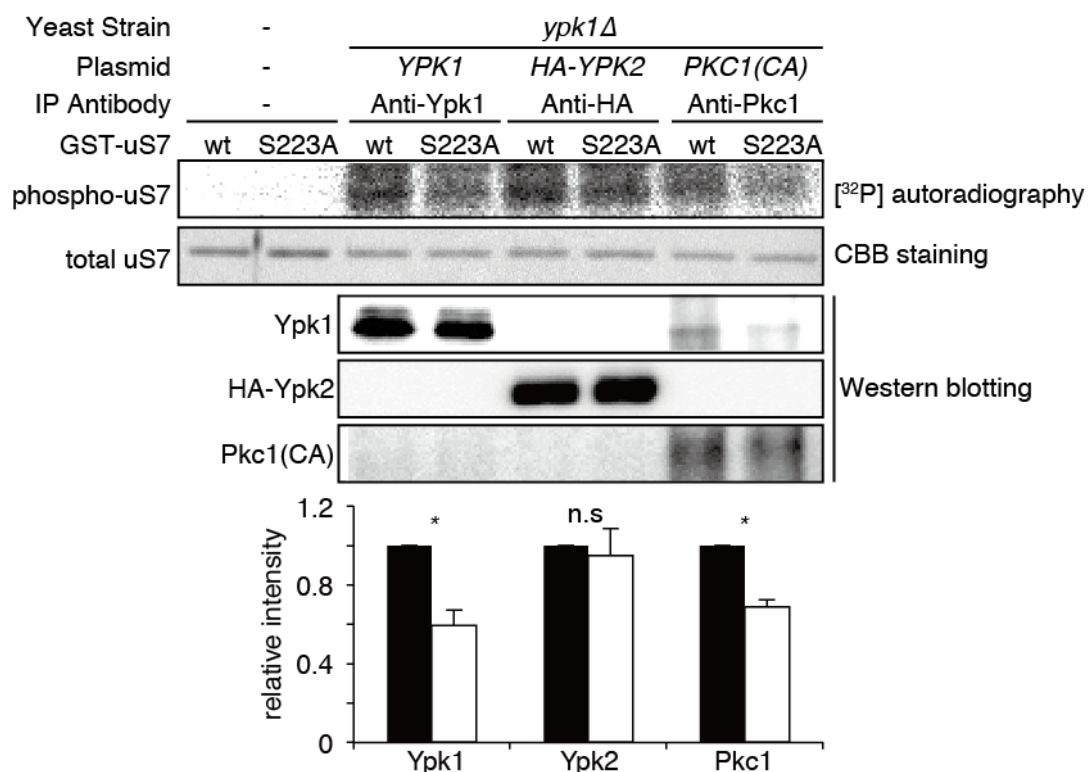 Yeast Strain - ypk1Δ
Plasmid - YPK1 HA-YPK2 PKC1(CA)
IP Antibody - Anti-Ypk1 Anti-HA Anti-Pkc1
GST-uS7 wt S223A wt S223A wt S223A wt S223A
phospho-uS7 [32P] autoradiography
total uS7 CBB staining
Ypk1
HA-Ypk2 Western blotting
Pkc1(CA)
1.2
* n.s *
0.8
relative intensity
0.4
0
Ypk1 Ypk2 Pkc1